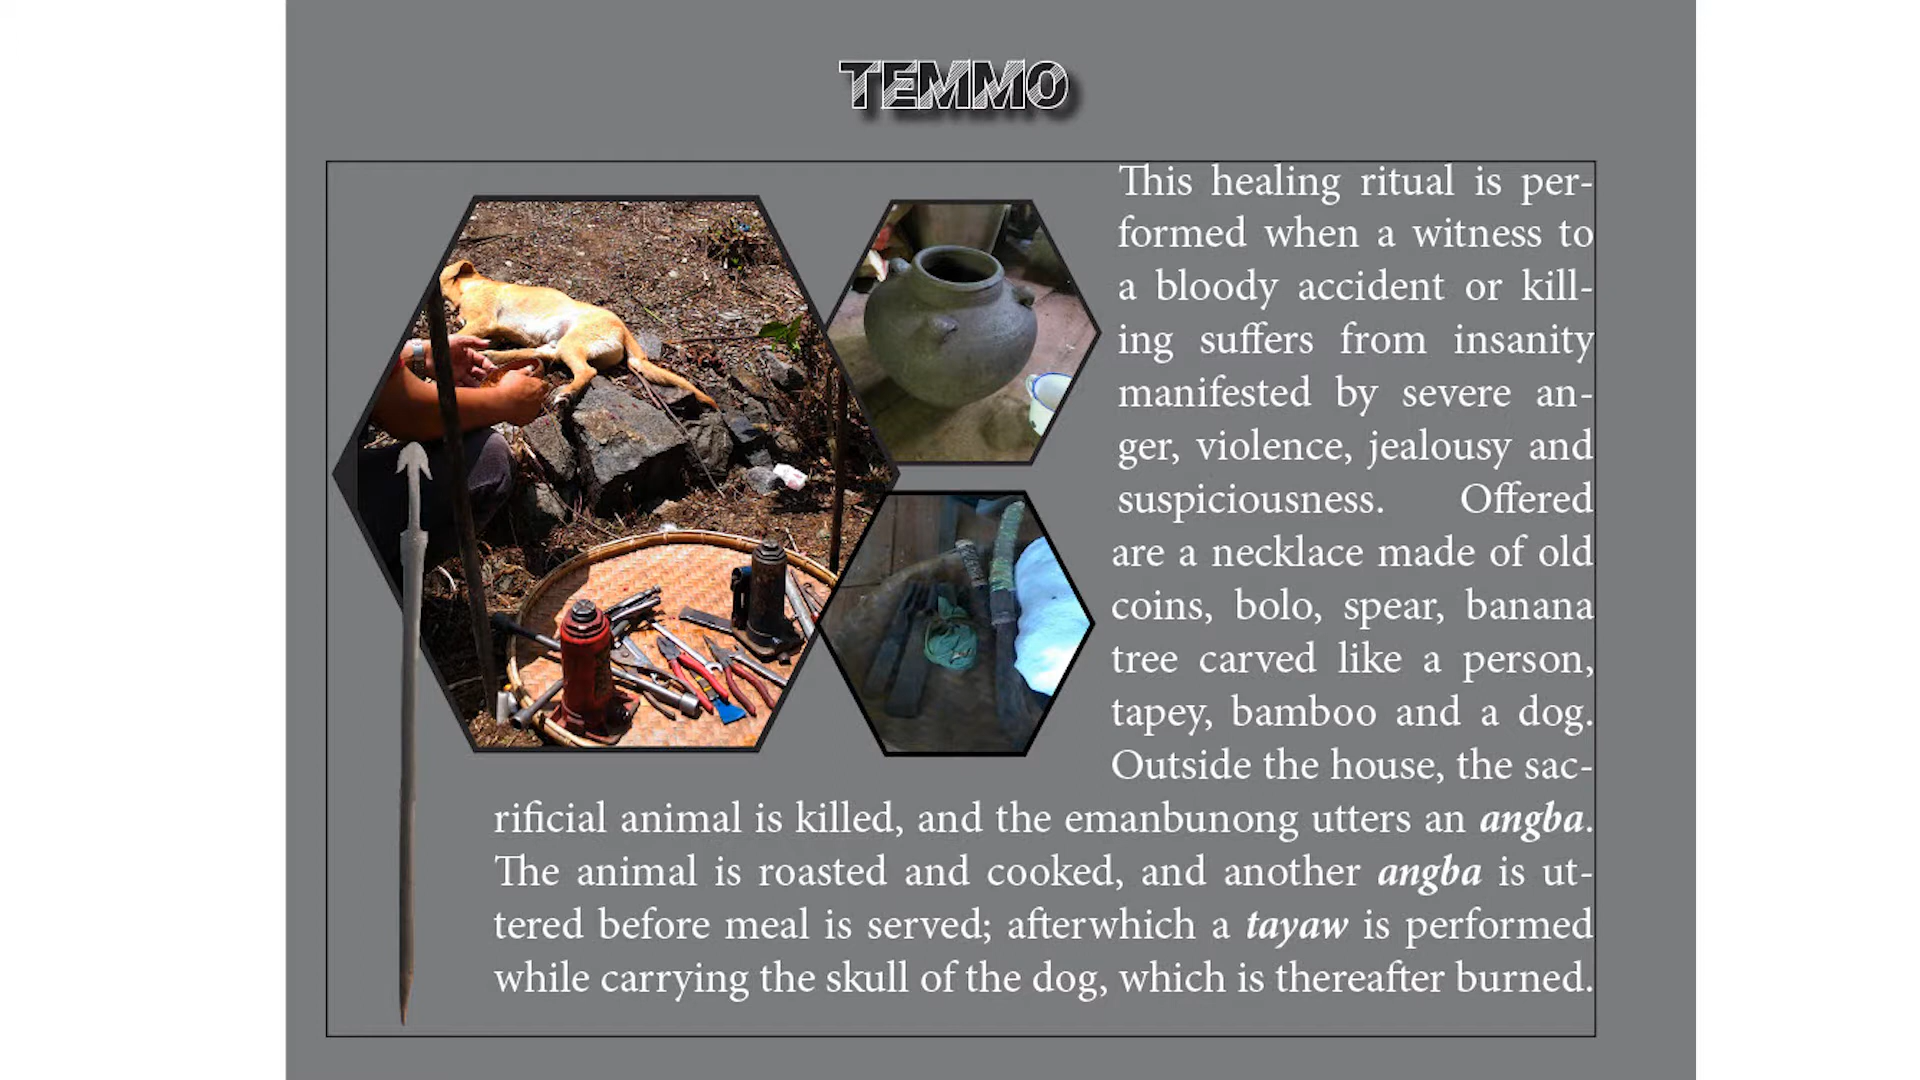 TEMMO
This healing ritual is per-
formed when a witness to
a bloody accident or kill-
ing suffers from insanity
manifested by severe an-
ger, violence, jealousy and
suspiciousness. Offered
are a necklace made of old
coins, bolo, spear, banana
tree carved like a person,
tapey, bamboo and a dog.
Outside the house, the sac-
rificial animal is killed, and the emanbunong utters an angba.
The animal is roasted and cooked, and another angba is ut-
tered before meal is served; afterwhich a tayaw is performed
while carrying the skull of the dog, which is thereafter burned.